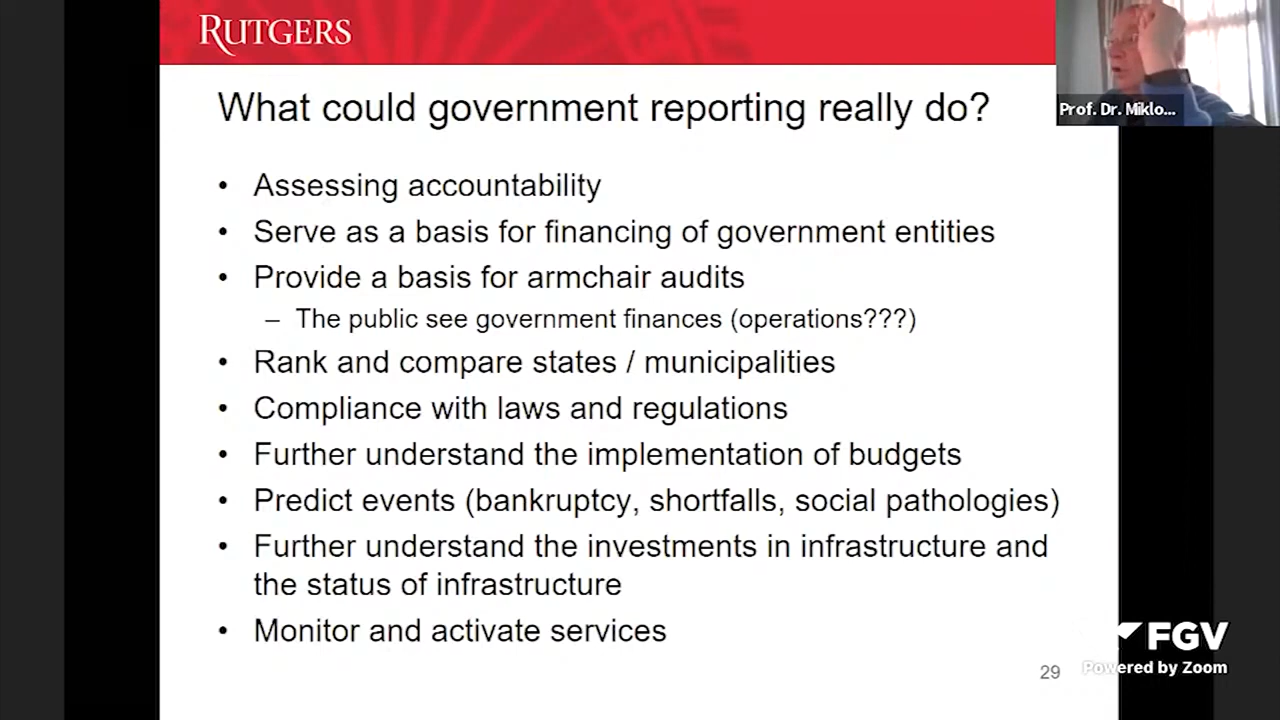 RUTGERS
Prof. Dr. Miklo...
What could government reporting really do?
• Assessing accountability
• Serve as a basis for financing of government entities
• Provide a basis for armchair audits
– The public see government finances (operations???)
• Rank and compare states / municipalities
• Compliance with laws and regulations
• Further understand the implementation of budgets
• Predict events (bankruptcy, shortfalls, social pathologies)
• Further understand the investments in infrastructure and
the status of infrastructure
• Monitor and activate services
FGV
Powered by Zoom
29